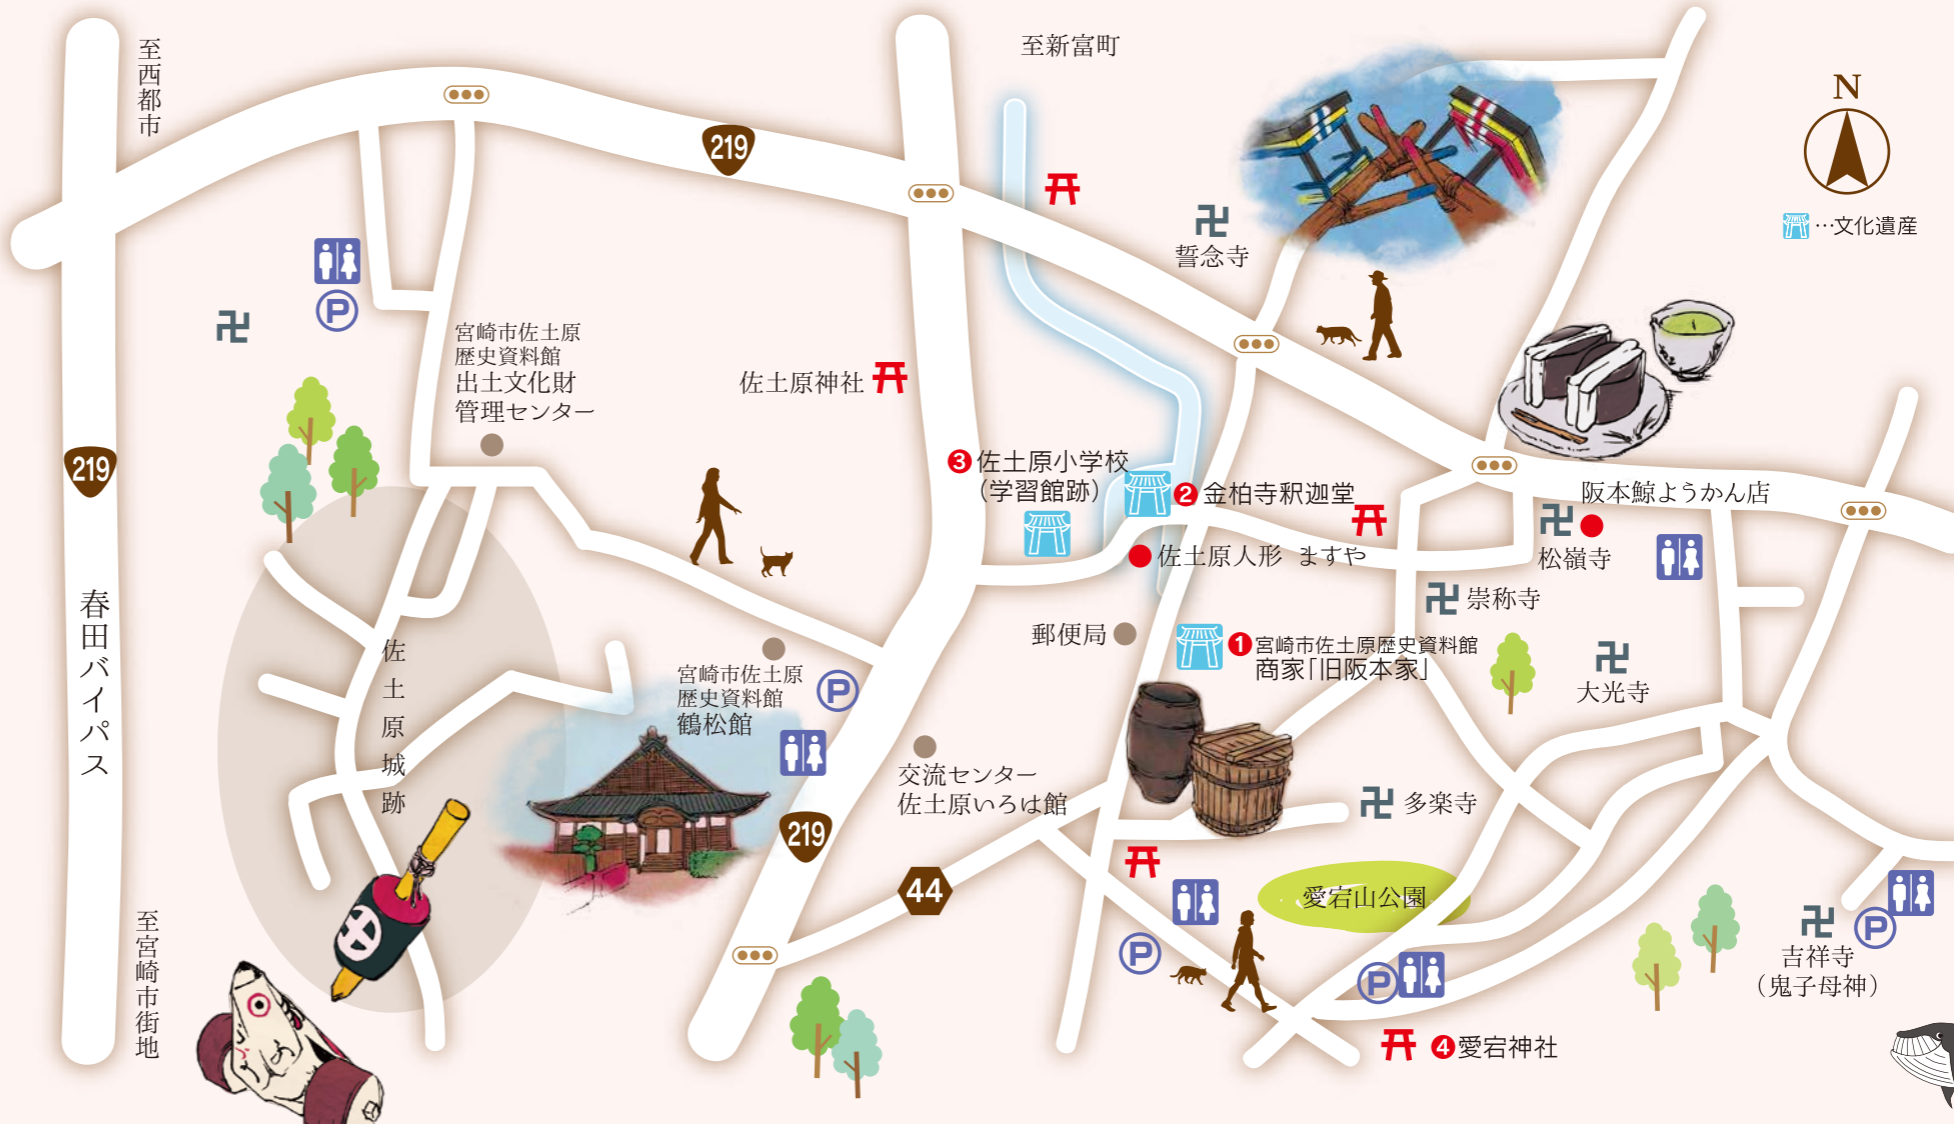 至西都市
至新富町
N
…文化遺産
219
誓念寺
宮崎市佐土原
歴史資料館
出土文化財
管理センター
佐土原神社
219
❸佐土原小学校
(学習館跡)
❷金柏寺釈迦堂
阪本鯨ようかん店
佐土原人形 ますや
松嶺寺
崇称寺
春田バイパス
佐土原城跡
郵便局
❶宮崎市佐土原歴史資料館
商家「旧阪本家」
大光寺
宮崎市佐土原
歴史資料館
鶴松館
P
P
交流センター
佐土原いろは館
多楽寺
219
44
愛宕山公園
P
P
P
吉祥寺
(鬼子母神)
至宮崎市街地
❹愛宕神社